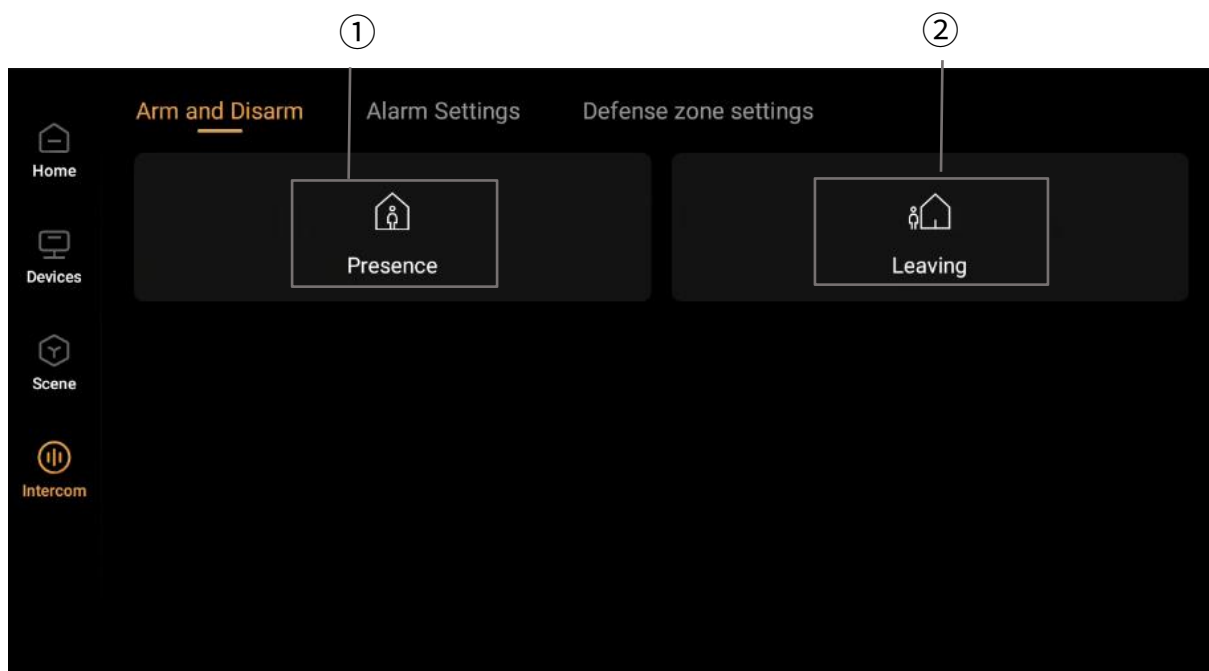 ① ②
Arm and Disarm Alarm Settings Defense zone settings
Home
Devices
Scene
Intercom
Presence
Leaving